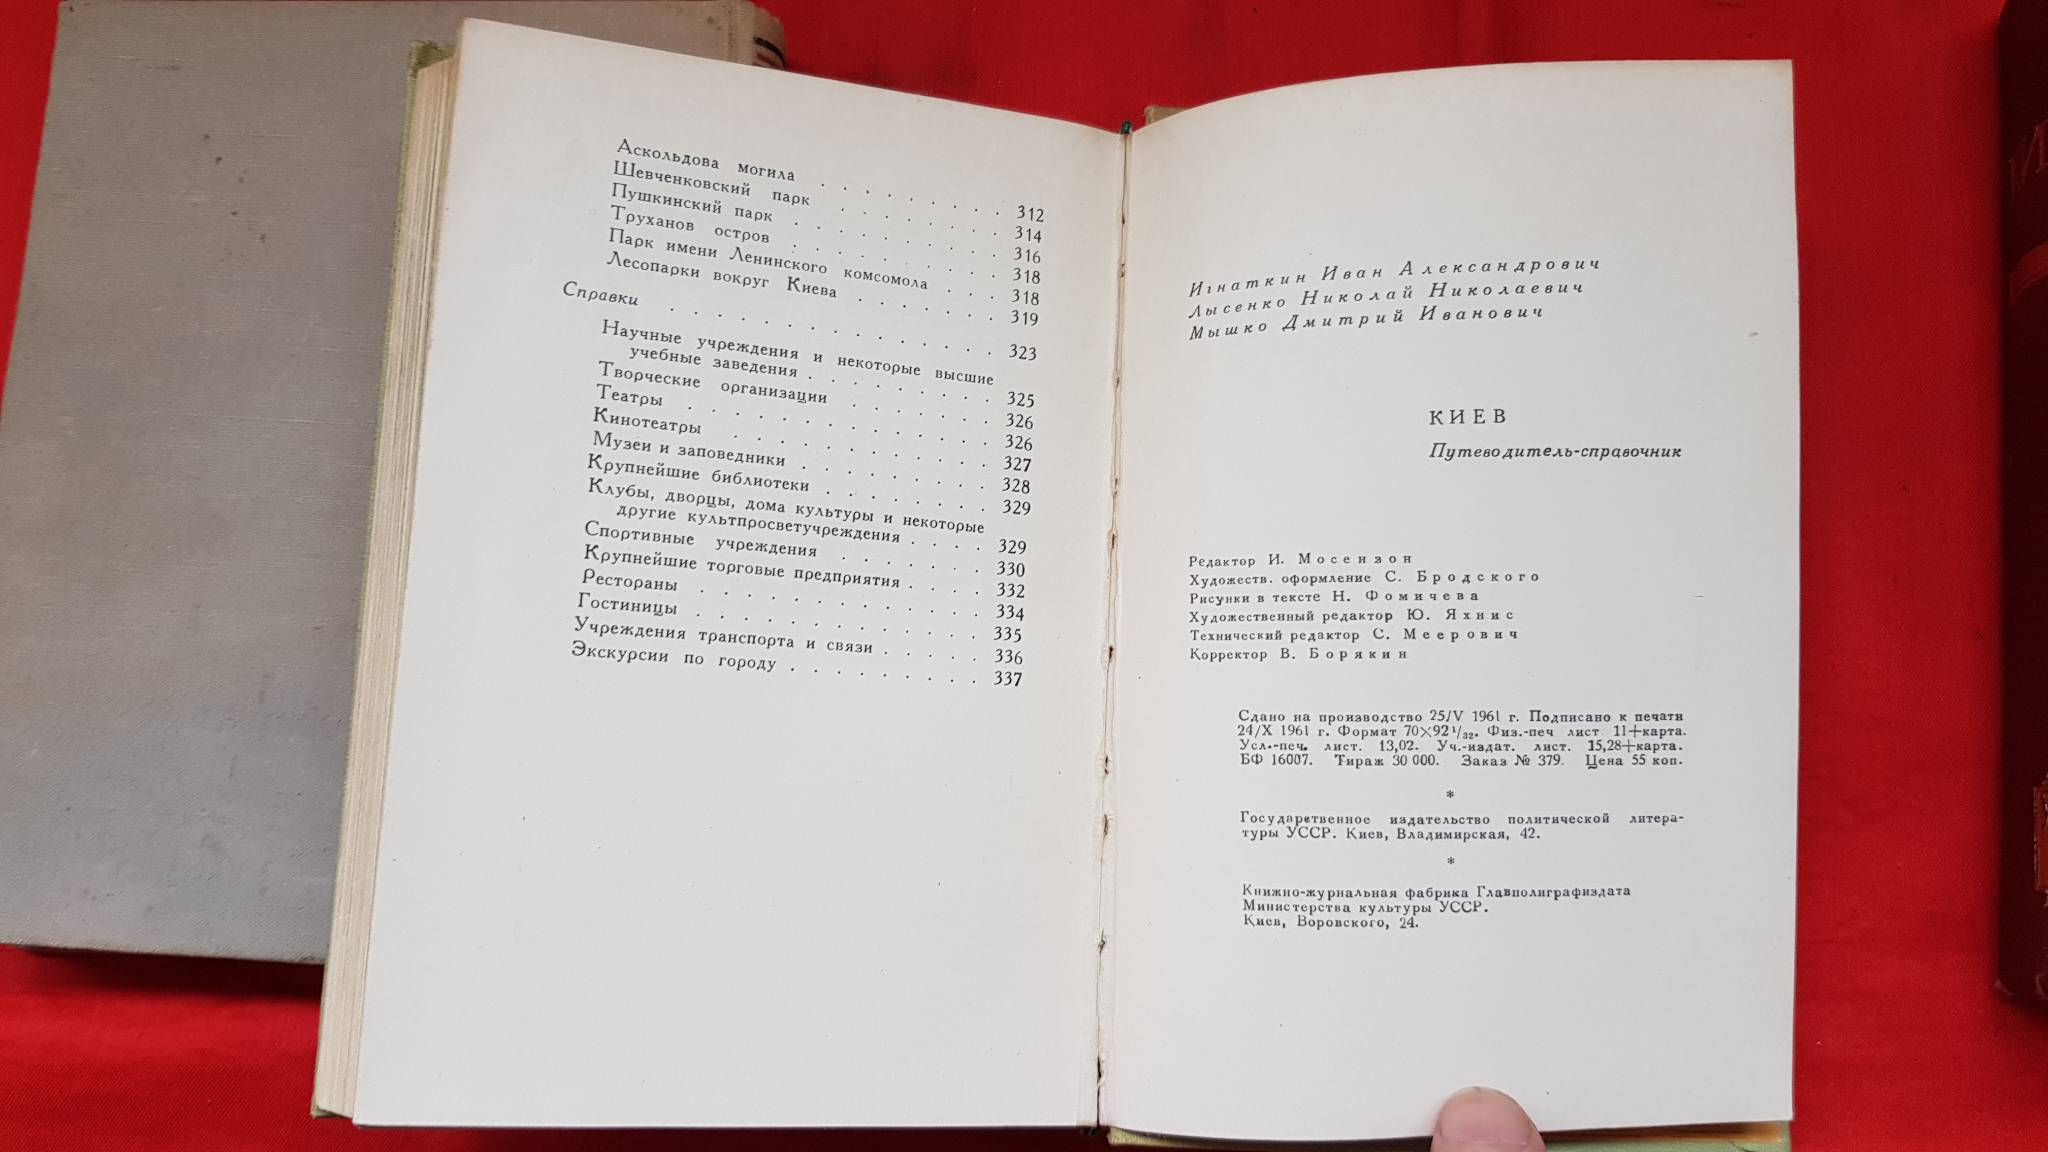 Аскольдова могила . . . . . . . . . 312
Шевченковский парк . . . . . . . . 314
Пушкинский парк . . . . . . . . . . 316
Труханов остров . . . . . . . . . . 318
Парк имени Ленинского комсомола . . . 318
Лесопарки вокруг Киева . . . . . . . 319
Справки . . . . . . . . . . . . . . 323
Научные учреждения и некоторые высшие
учебные заведения . . . . . . . . . 325
Творческие организации . . . . . . . 326
Театры . . . . . . . . . . . . . . 326
Кинотеатры . . . . . . . . . . . . 327
Музеи и заповедники . . . . . . . . 328
Крупнейшие библиотеки . . . . . . . . 329
Клубы, дворцы, дома культуры и некоторые
другие культпросветучреждения . . . . 329
Спортивные учреждения . . . . . . . 330
Крупнейшие торговые предприятия . . . . 332
Рестораны . . . . . . . . . . . . . 334
Гостиницы . . . . . . . . . . . . . 335
Учреждения транспорта и связи . . . . . 336
Экскурсии по городу . . . . . . . . . 337
Игнаткин Иван Александрович
Лысенко Николай Николаевич
Мышко Дмитрий Иванович
КИЕВ
Путеводитель-справочник
Редактор И. Мосензон
Художеств. оформление С. Бродского
Рисунки в тексте Н. Фомичева
Художественный редактор Ю. Яхнис
Технический редактор С. Меерович
Корректор В. Борякин
Сдано на производство 25/V 1961 г. Подписано к печати
24/X 1961 г. Формат 70×92 1/32. Физ.-печ лист 11+карта.
Усл.-печ. лист. 13,02. Уч.-издат. лист. 15,28+карта.
БФ 16007. Тираж 30 000. Заказ № 379. Цена 55 коп.
*
Государственное издательство политической литера-
туры УССР. Киев, Владимирская, 42.
*
Книжно-журнальная фабрика Главполиграфиздата
Министерства культуры УССР.
Киев, Воровского, 24.